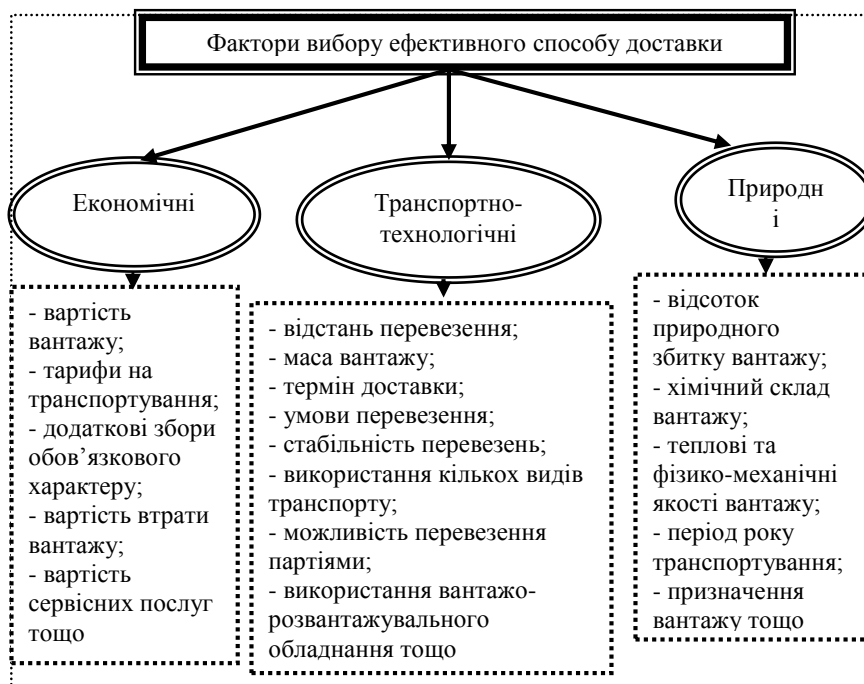 Фактори вибору ефективного способу доставки
Економічні
Транспортно-
технологічні
Природн
і
- вартість
вантажу;
- тарифи на
транспортування;
- додаткові збори
обов’язкового
характеру;
- вартість втрати
вантажу;
- вартість
сервісних послуг
тощо
- відстань перевезення;
- маса вантажу;
- термін доставки;
- умови перевезення;
- стабільність перевезень;
- використання кількох видів
транспорту;
- можливість перевезення
партіями;
- використання вантажо-
розвантажувального
обладнання тощо
- відсоток
природного
збитку вантажу;
- хімічний склад
вантажу;
- теплові та
фізико-механічні
якості вантажу;
- період року
транспортування;
- призначення
вантажу тощо